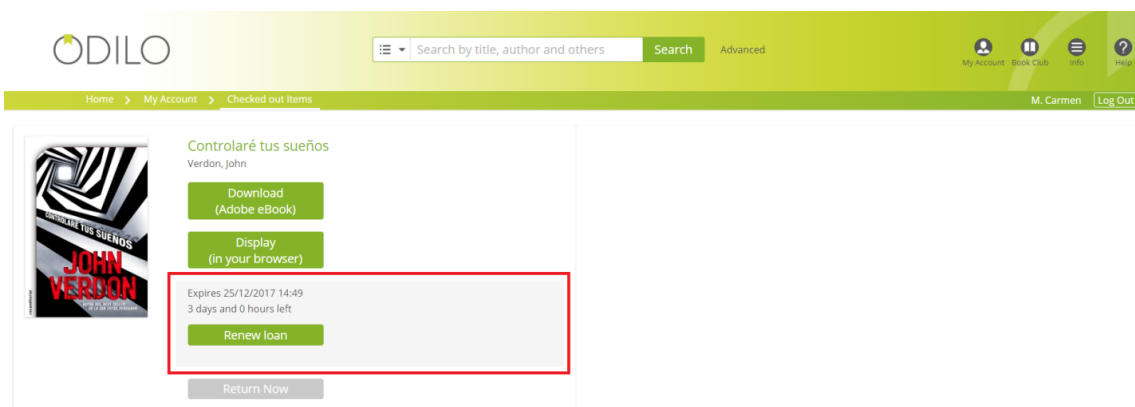 ODILO
Search by title, author and others
Search
Advanced
My Account
Book Club
Info
Help
Home > My Account > Checked out Items
M. Carmen
Log Out
Controlaré tus sueños
Verdon, John
Download
(Adobe eBook)
Display
(in your browser)
CONTROLARÉ TUS SUEÑOS
JOHN
VERDON
Expires 25/12/2017 14:49
3 days and 0 hours left
Renew loan
Return Now